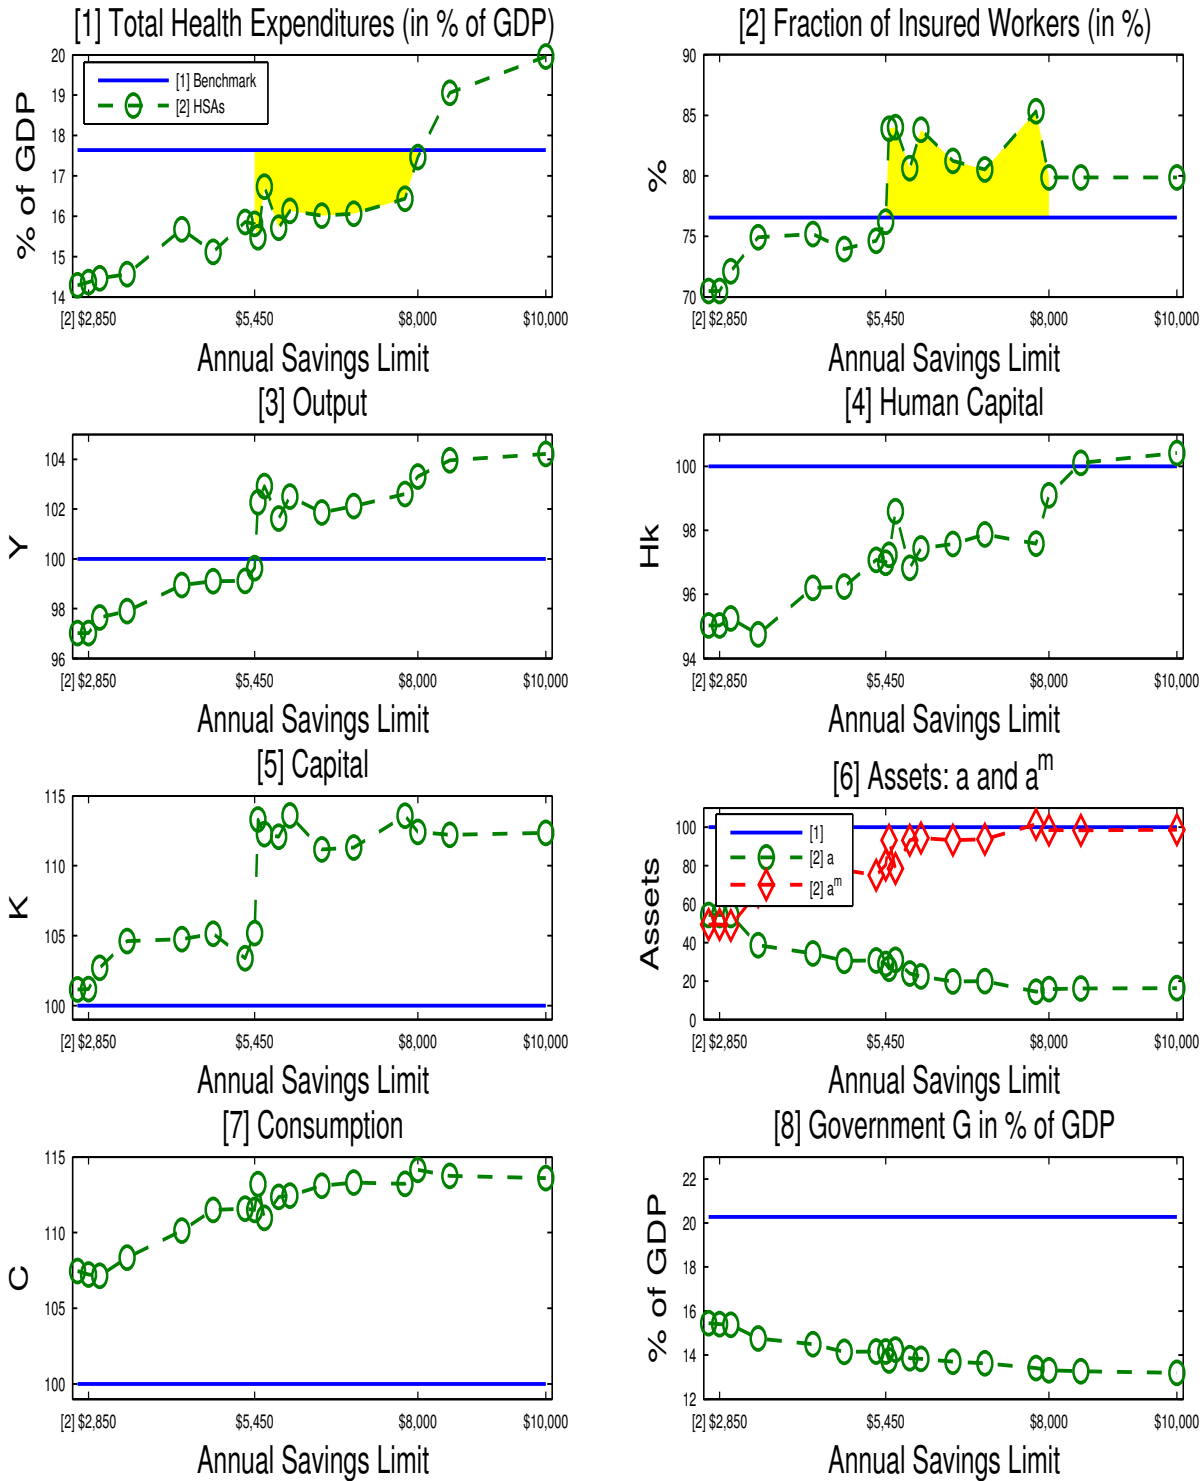 [1] Total Health Expenditures (in % of GDP)
20
19
18
17
16
15
14
% of GDP
[1] Benchmark
[2] HSAs
[2] $2,850
$5,450
$8,000
$10,000
Annual Savings Limit
[2] Fraction of Insured Workers (in %)
90
85
80
75
70
%
[2] $2,850
$5,450
$8,000
$10,000
Annual Savings Limit
[3] Output
104
102
100
98
96
Y
[2] $2,850
$5,450
$8,000
$10,000
Annual Savings Limit
[4] Human Capital
100
98
96
94
Hk
[2] $2,850
$5,450
$8,000
$10,000
Annual Savings Limit
[5] Capital
115
110
105
100
K
[2] $2,850
$5,450
$8,000
$10,000
Annual Savings Limit
[6] Assets: a and a^m
100
80
60
40
20
0
Assets
[1]
[2] a
[2] a^m
[2] $2,850
$5,450
$8,000
$10,000
Annual Savings Limit
[7] Consumption
115
110
105
100
C
[2] $2,850
$5,450
$8,000
$10,000
Annual Savings Limit
[8] Government G in % of GDP
22
20
18
16
14
12
% of GDP
[2] $2,850
$5,450
$8,000
$10,000
Annual Savings Limit